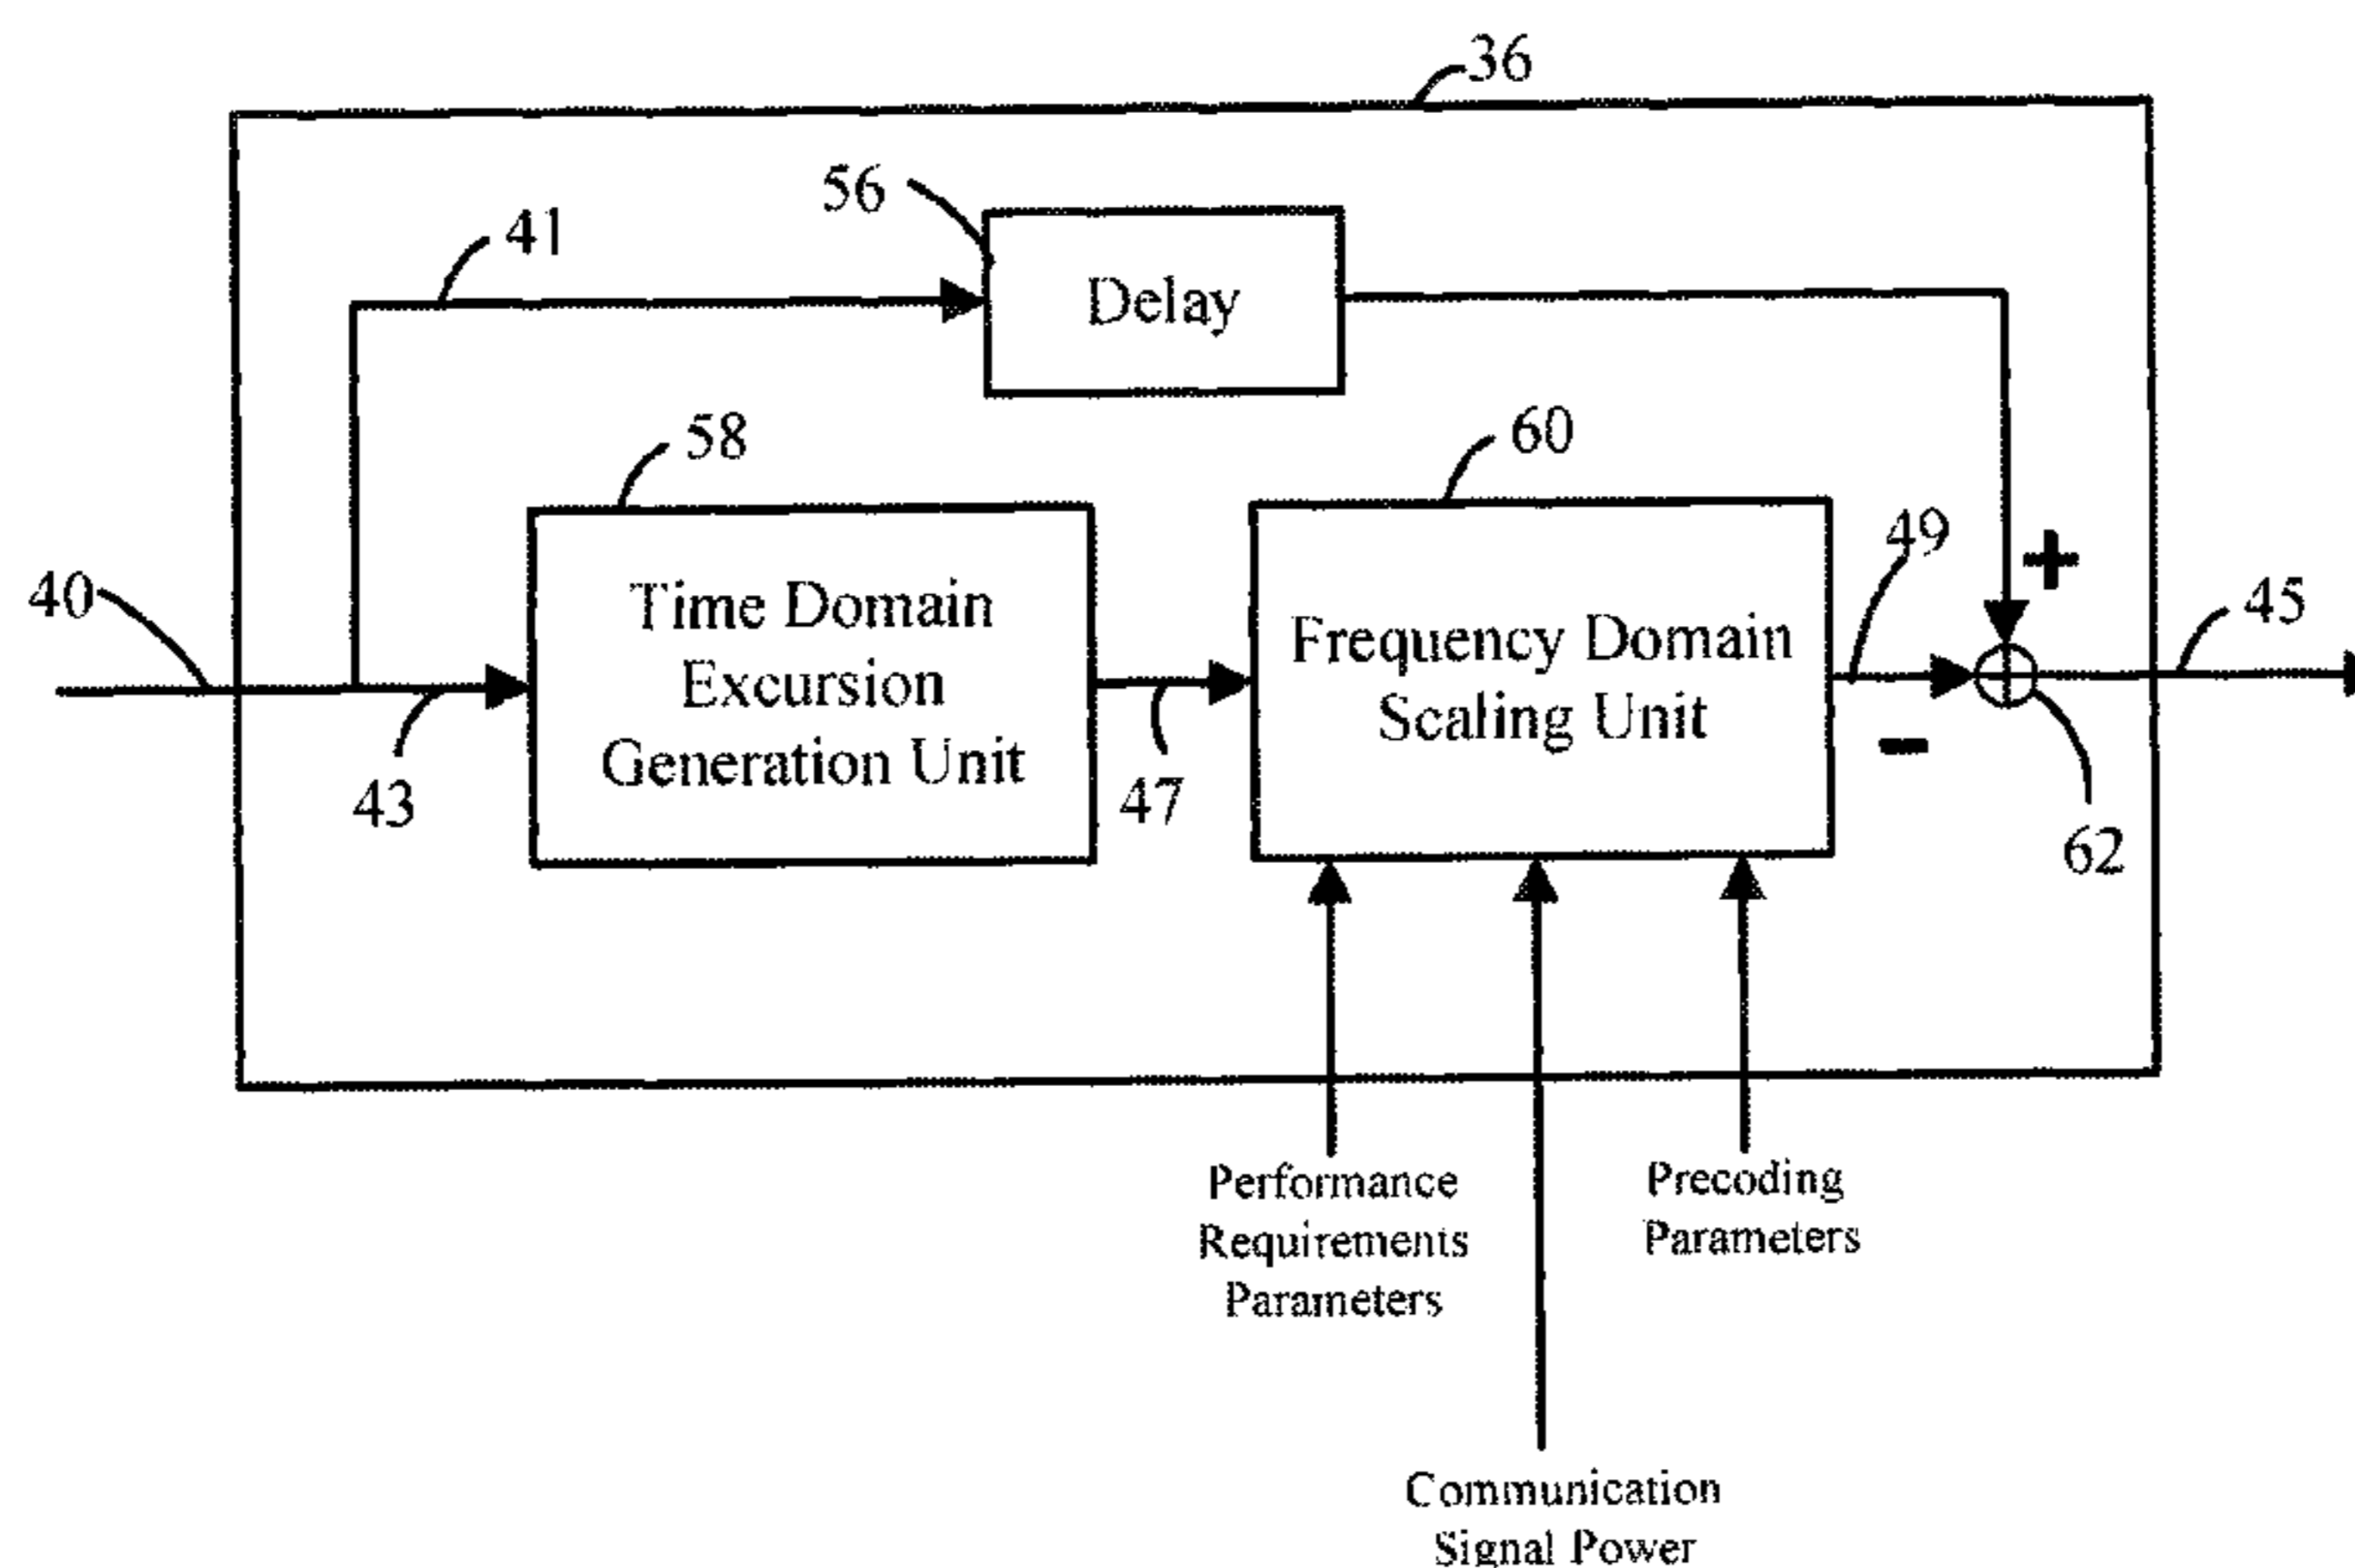 36
56
41
Delay
58
60
49
+
40
45
Time Domain
Excursion
Generation Unit
Frequency Domain
Scaling Unit
-
43
47
62
Performance
Requirements
Parameters
Precoding
Parameters
Communication
Signal Power